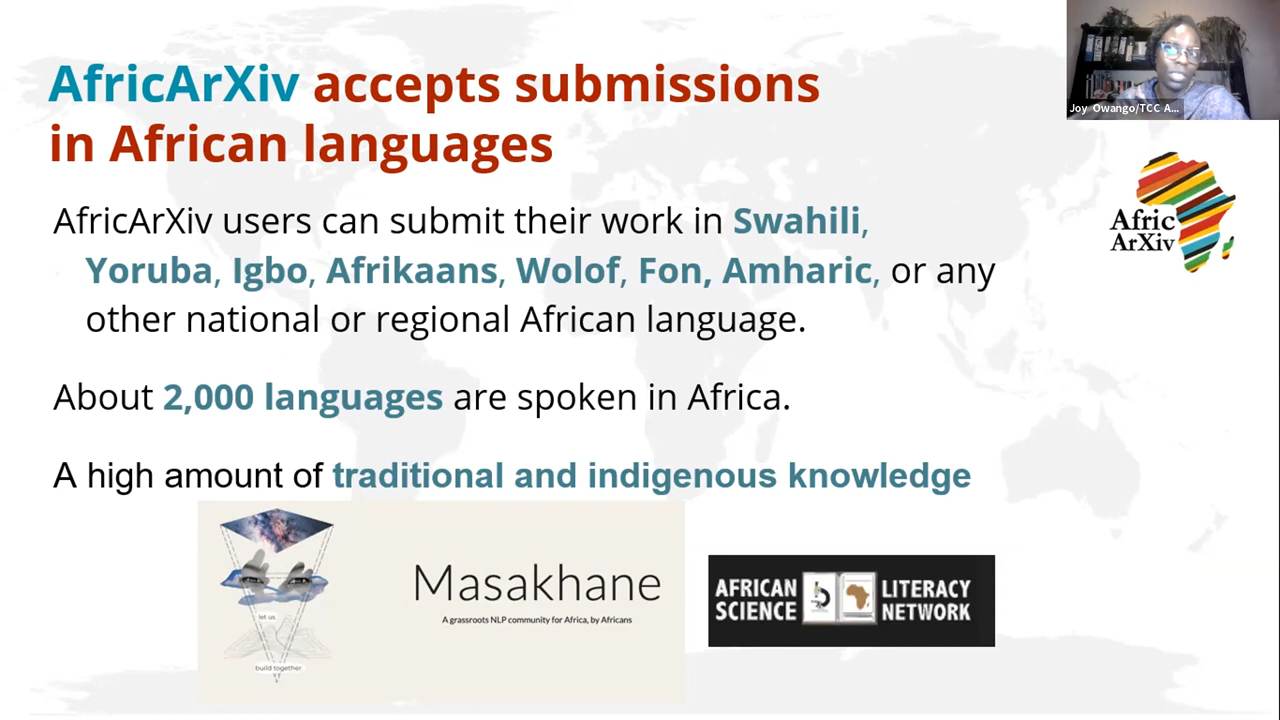 AfricArXiv accepts submissions
in African languages
Joy Owango/TCC A...
Afric
ArXiv
AfricArXiv users can submit their work in Swahili,
Yoruba, Igbo, Afrikaans, Wolof, Fon, Amharic, or any
other national or regional African language.
About 2,000 languages are spoken in Africa.
A high amount of traditional and indigenous knowledge
let us
build together
Masakhane
A grassroots NLP community for Africa, by Africans
AFRICAN LITERACY
SCIENCE NETWORK